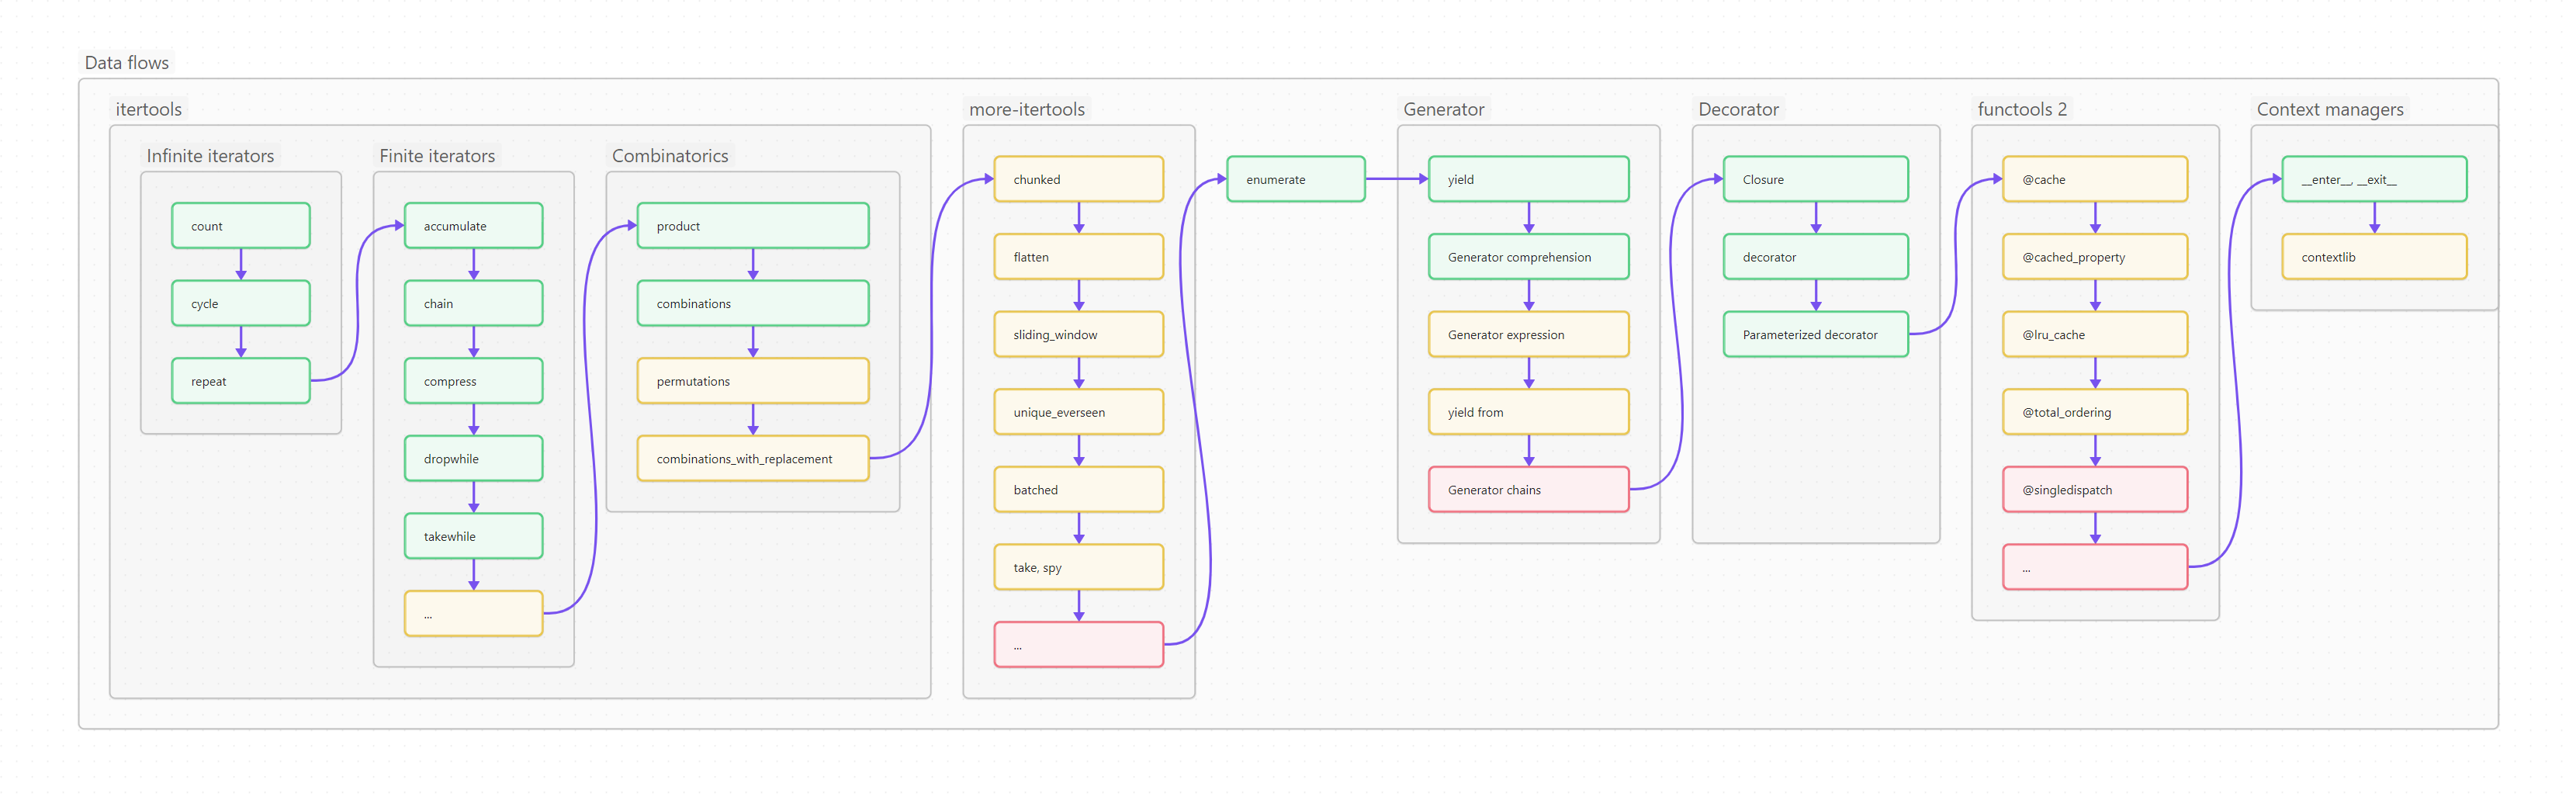 Data flows
itertools
Infinite iterators
count
cycle
repeat
Finite iterators
accumulate
chain
compress
dropwhile
takewhile
...
Combinatorics
product
combinations
permutations
combinations_with_replacement
more-itertools
chunked
flatten
sliding_window
unique_everseen
batched
take, spy
...
enumerate
Generator
yield
Generator comprehension
Generator expression
yield from
Generator chains
Decorator
Closure
decorator
Parameterized decorator
functools 2
@cache
@cached_property
@lru_cache
@total_ordering
@singledispatch
...
Context managers
__enter__, __exit__
contextlib